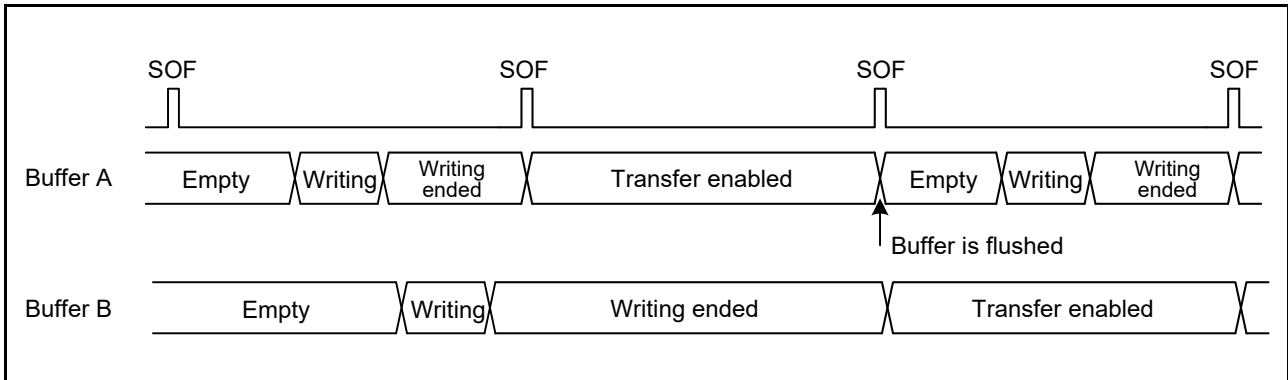 SOF SOF SOF SOF
Buffer A Empty Writing Writing ended Transfer enabled Empty Writing Writing ended
Buffer is flushed
Buffer B Empty Writing Writing ended Transfer enabled